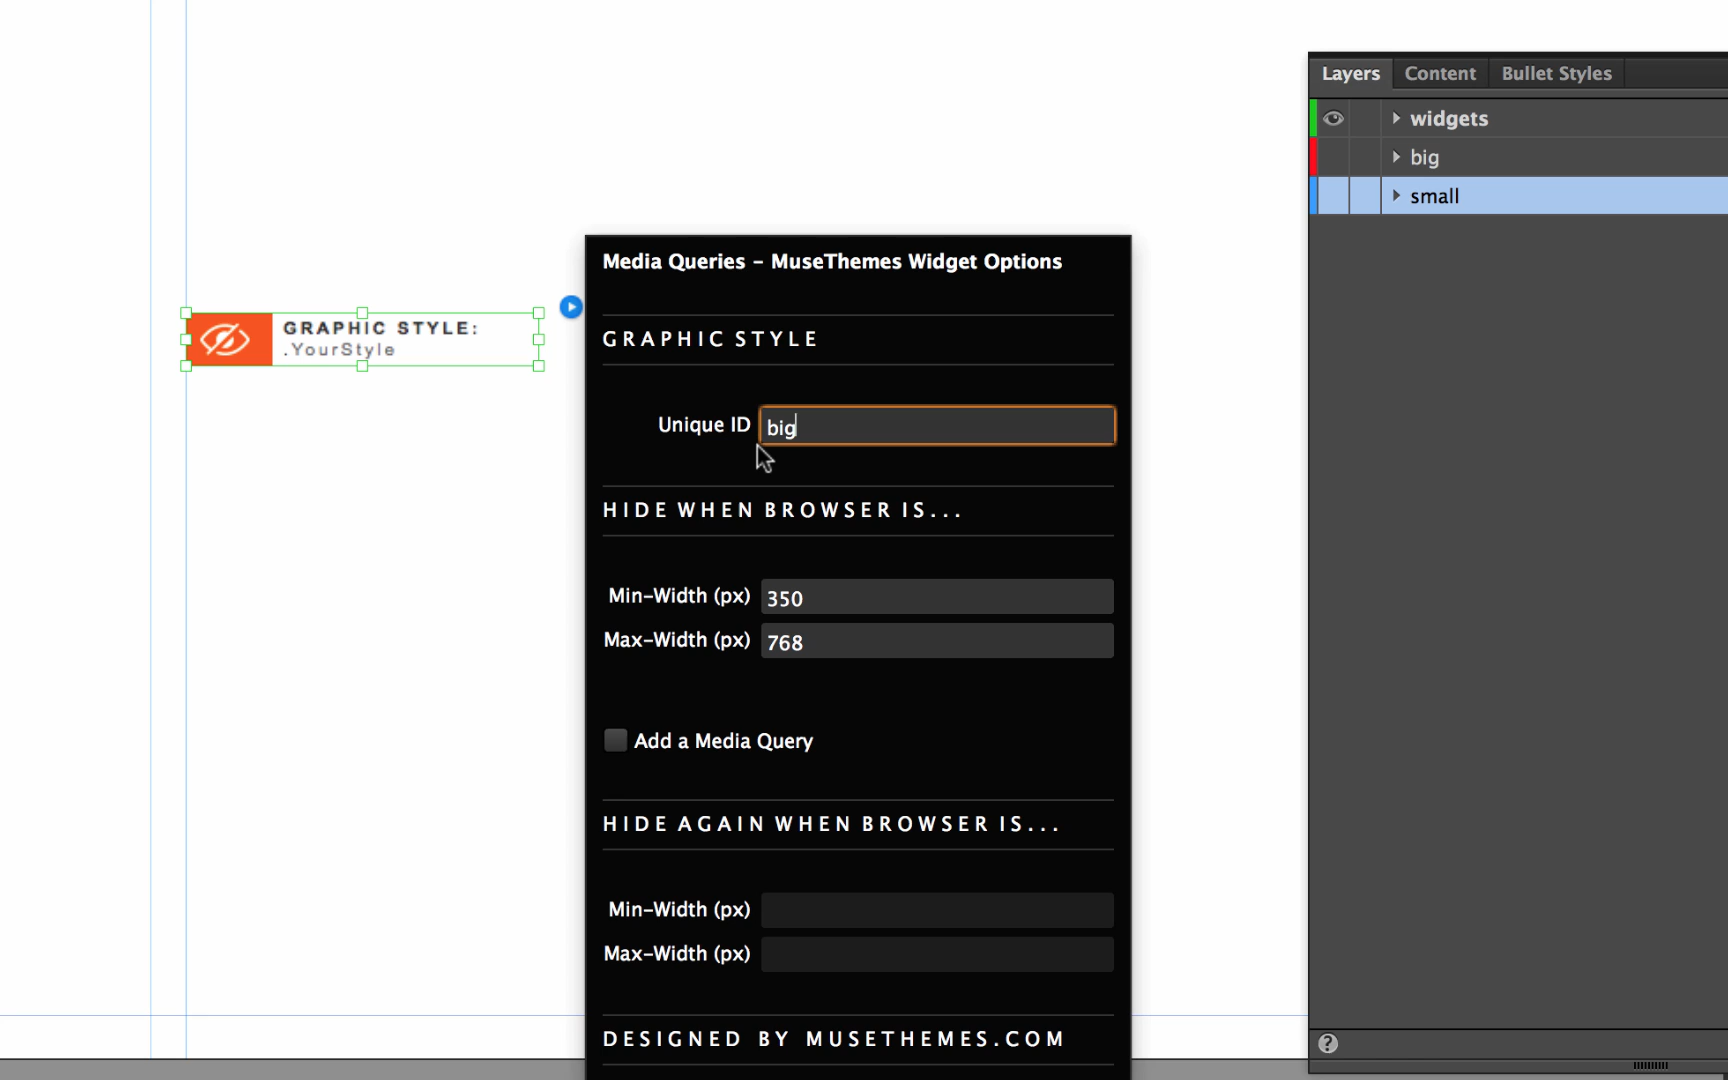 Layers Content Bullet Styles
widgets
big
small
GRAPHIC STYLE:
.YourStyle
Media Queries – MuseThemes Widget Options
GRAPHIC STYLE
Unique ID big
HIDE WHEN BROWSER IS...
Min-Width (px) 350
Max-Width (px) 768
Add a Media Query
HIDE AGAIN WHEN BROWSER IS...
Min-Width (px)
Max-Width (px)
DESIGNED BY MUSETHEMES.COM
?